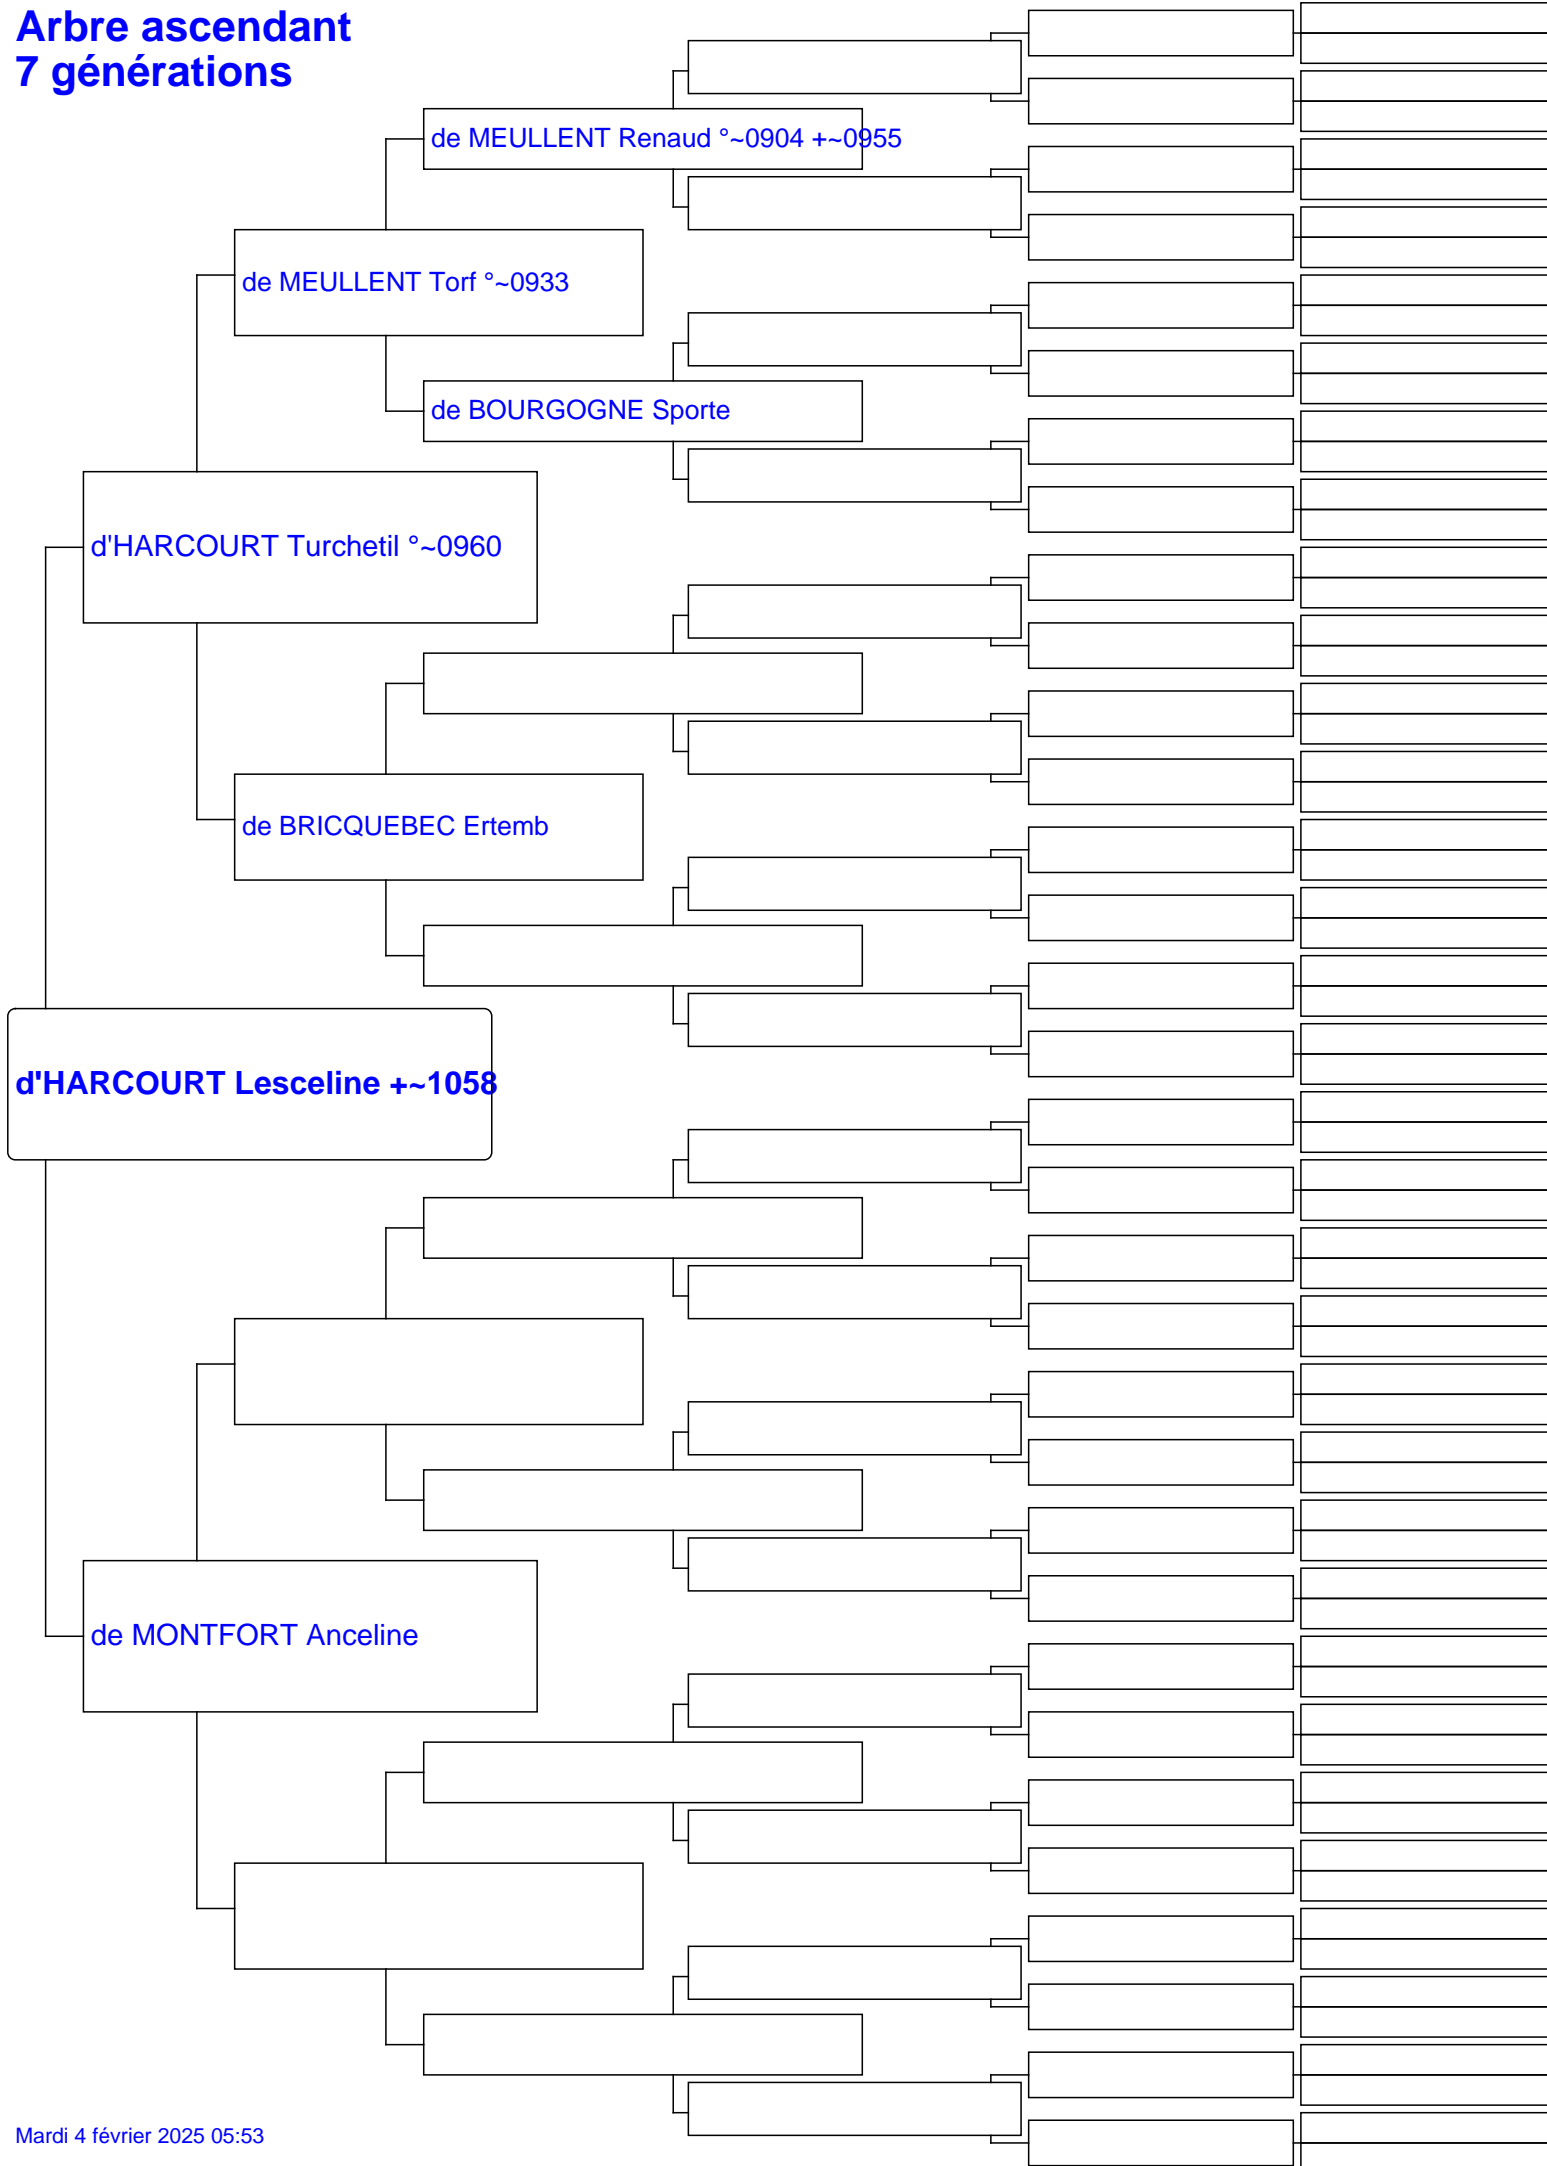 Arbre ascendant
7 générations
de MEULLENT Renaud °~0904 +~0955
de MEULLENT Torf °~0933
de BOURGOGNE Sporte
d'HARCOURT Turchetil °~0960
de BRICQUEBEC Ertemb
d'HARCOURT Lesceline +~1058
de MONTFORT Anceline
Mardi 4 février 2025 05:53